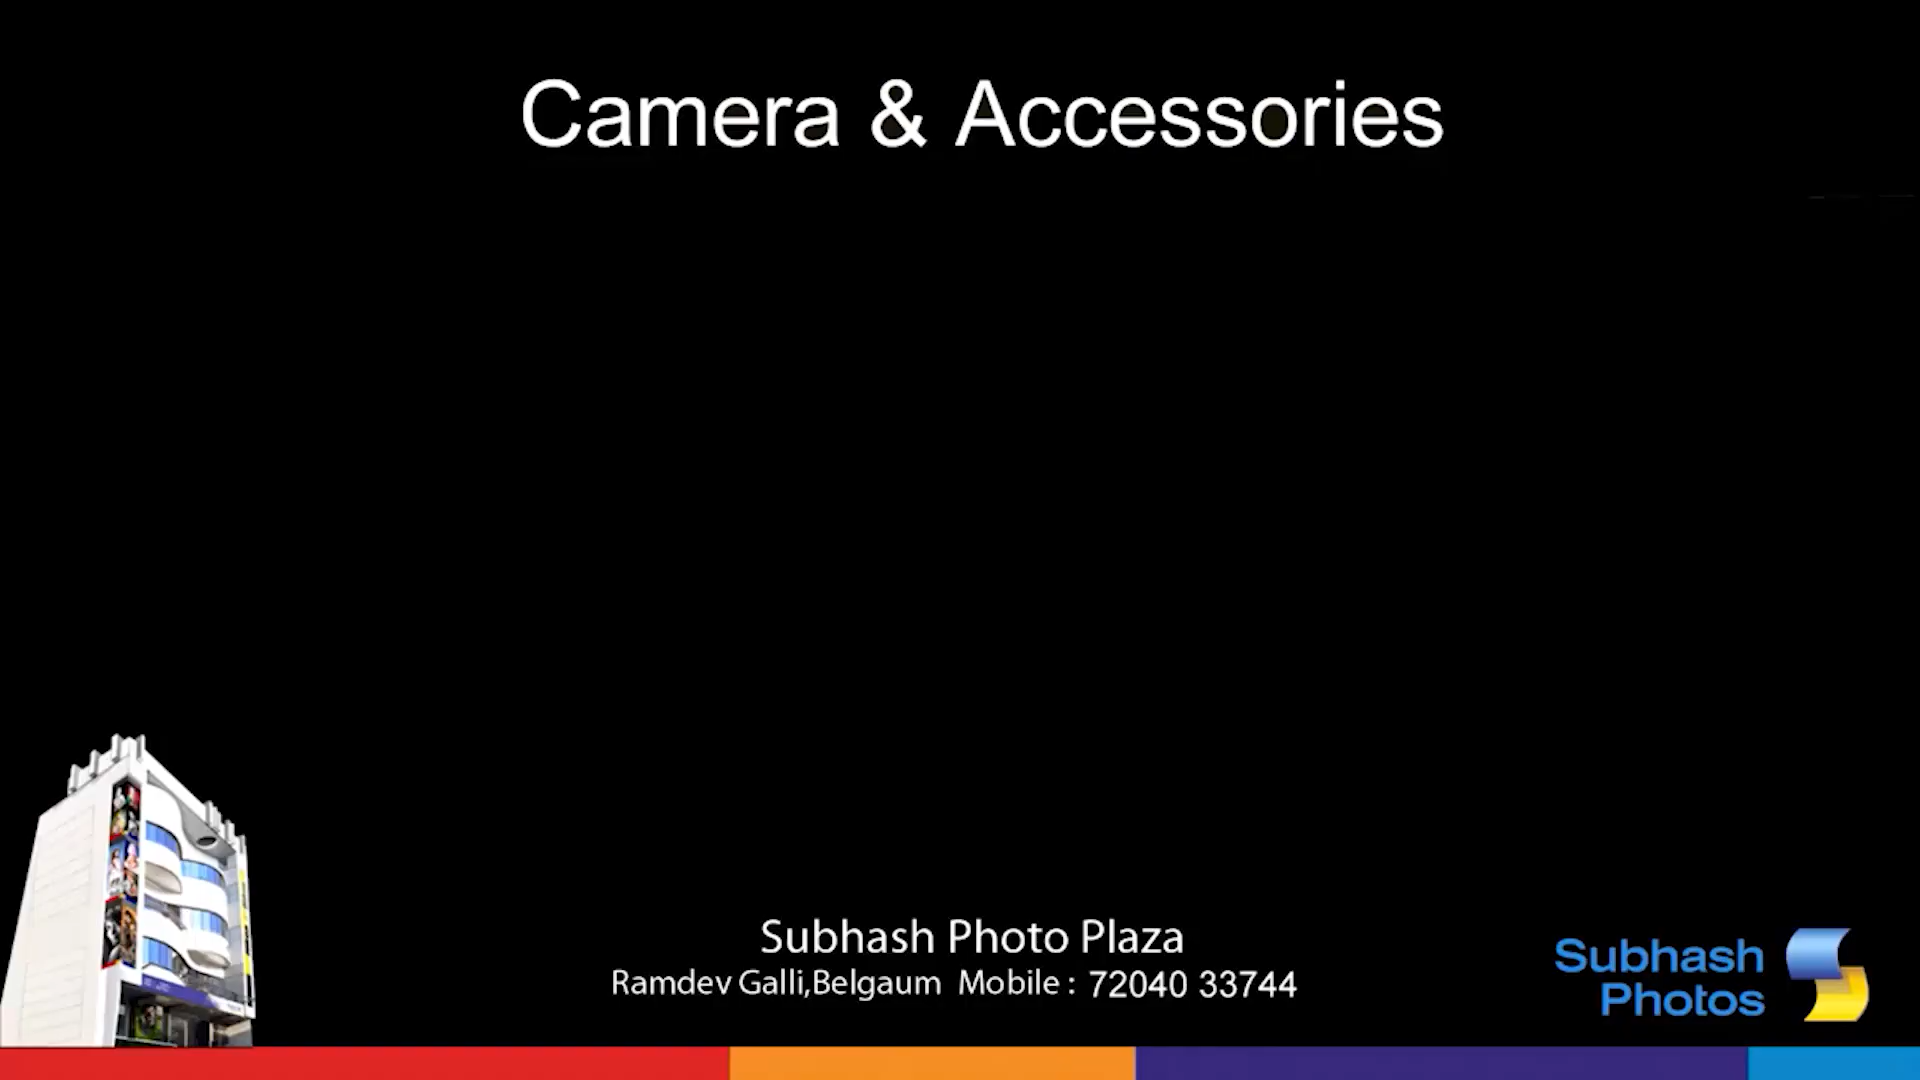 Camera & Accessories
Subhash Photo Plaza
Ramdev Galli,Belgaum Mobile : 72040 33744
Subhash
Photos